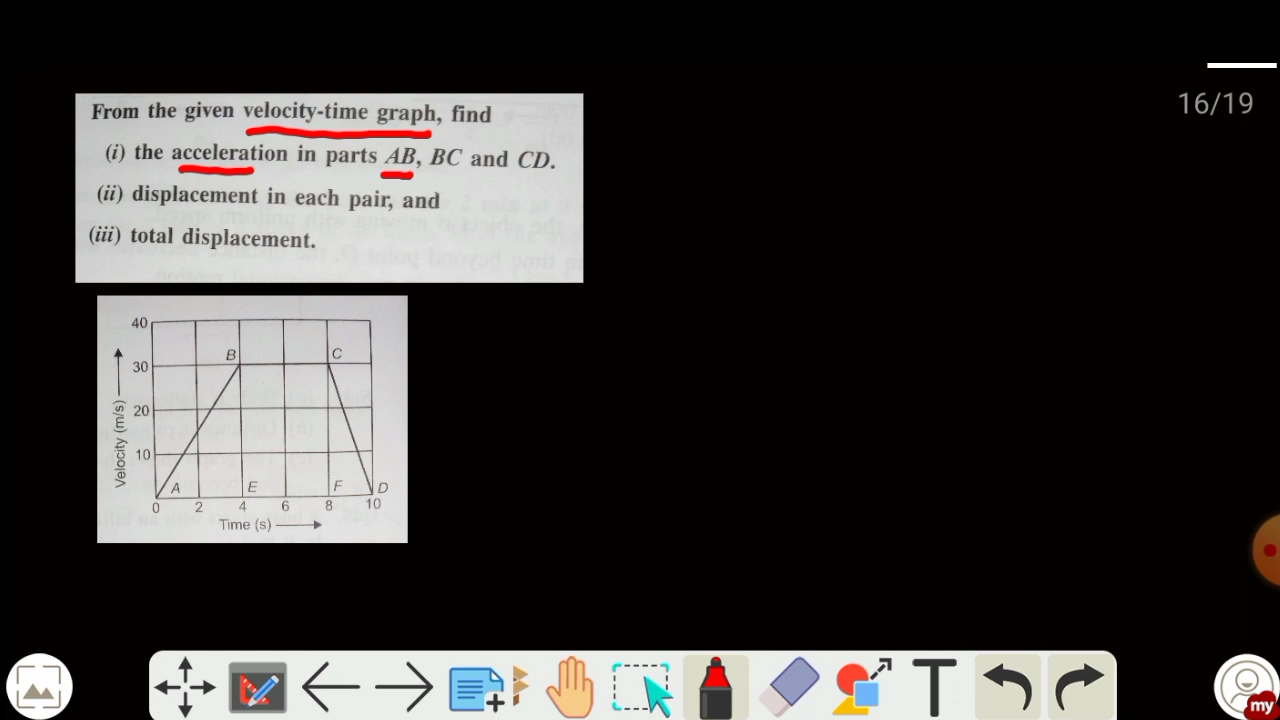 16/19
From the given velocity-time graph, find
(i) the acceleration in parts AB, BC and CD.
(ii) displacement in each pair, and
(iii) total displacement.
40
30
20
10
Velocity (m/s)
B
C
A
E
F
D
0 2 4 6 8 10
Time (s)
T
my